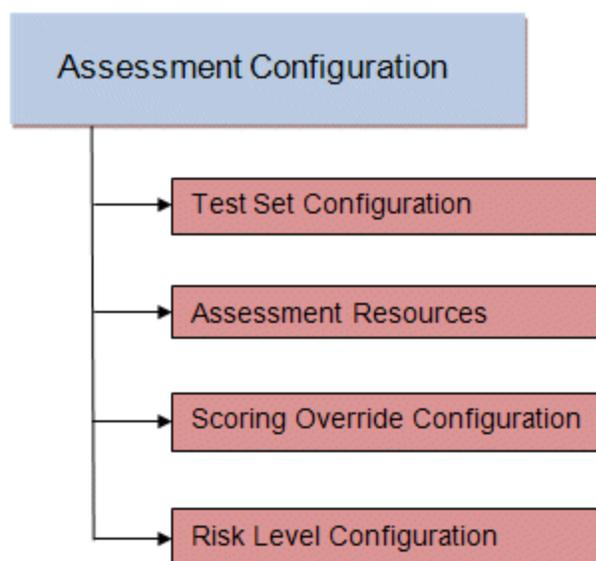 Assessment Configuration
Test Set Configuration
Assessment Resources
Scoring Override Configuration
Risk Level Configuration